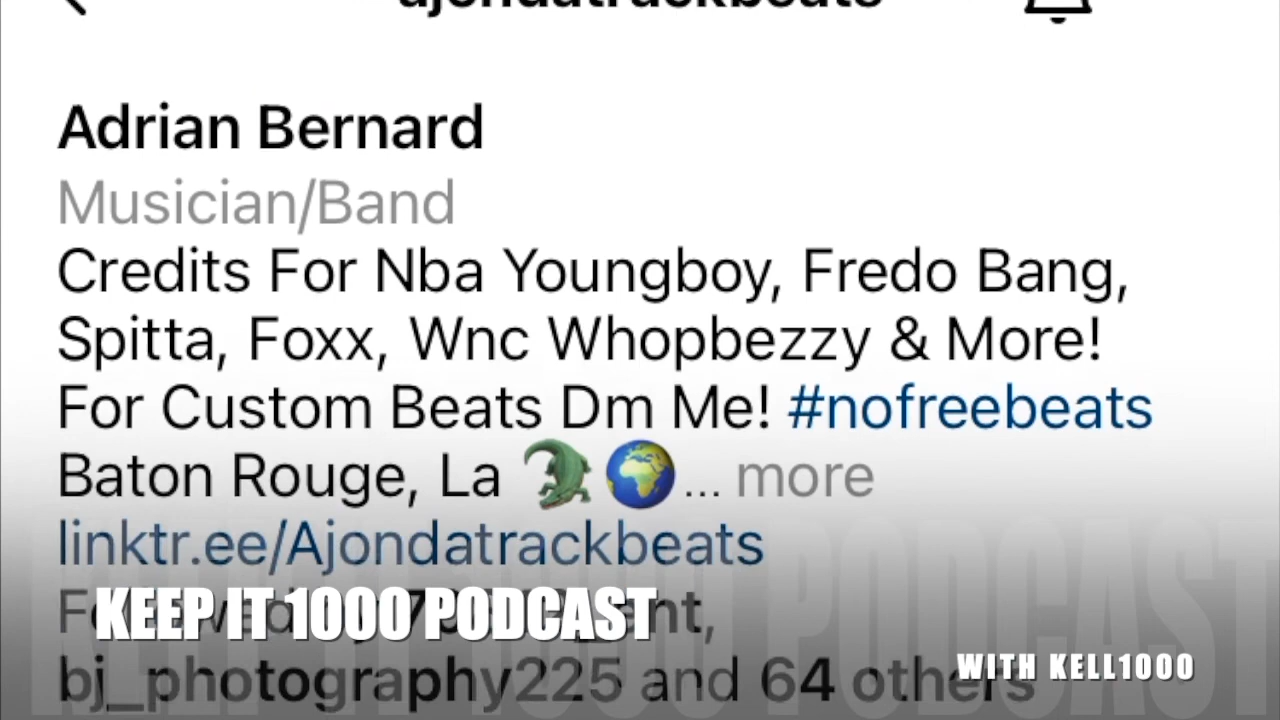 ajondatrackbeats
Adrian Bernard
Musician/Band
Credits For Nba Youngboy, Fredo Bang,
Spitta, Foxx, Wnc Whopbezzy & More!
For Custom Beats Dm Me! #nofreebeats
Baton Rouge, La 🐊🌍... more
linktr.ee/Ajondatrackbeats
KEEP IT 1000 PODCAST
bj_photography225 and 64 others
WITH KELL1000